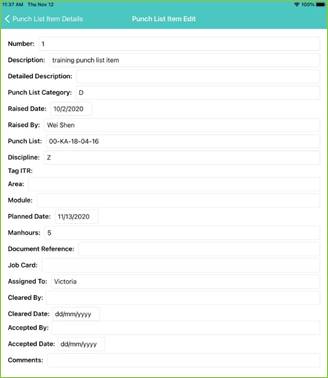 11:37 AM Thu Nov 12 100%
Punch List Item Details Punch List Item Edit
Number: 1
Description: training punch list item
Detailed Description:
Punch List Category: D
Raised Date: 10/2/2020
Raised By: Wei Shen
Punch List: 00-KA-18-04-16
Discipline: Z
Tag ITR:
Area:
Module:
Planned Date: 11/13/2020
Manhours: 5
Document Reference:
Job Card:
Assigned To: Victoria
Cleared By:
Cleared Date: dd/mm/yyyy
Accepted By:
Accepted Date: dd/mm/yyyy
Comments: